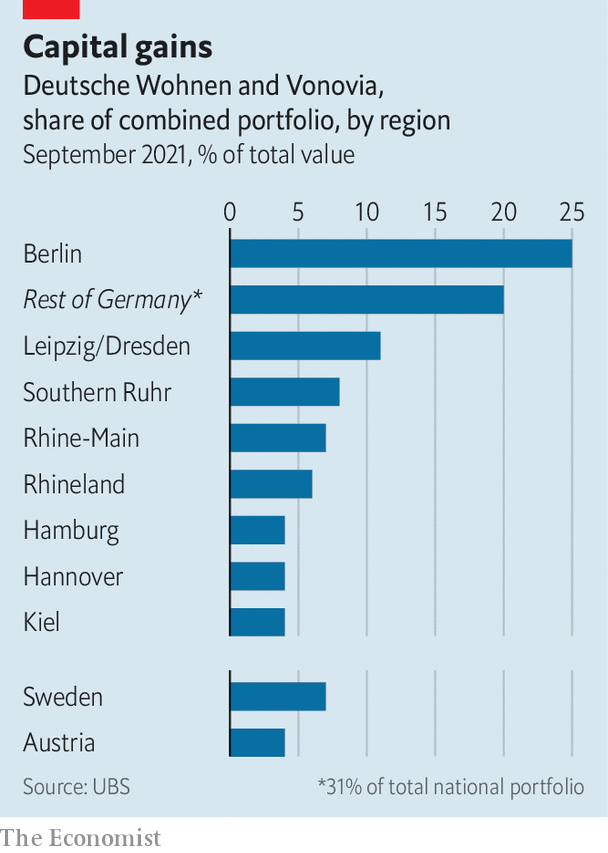 Capital gains
Deutsche Wohnen and Vonovia,
share of combined portfolio, by region
September 2021, % of total value
0 5 10 15 20 25
Berlin
Rest of Germany*
Leipzig/Dresden
Southern Ruhr
Rhine-Main
Rhineland
Hamburg
Hannover
Kiel
Sweden
Austria
Source: UBS *31% of total national portfolio
The Economist